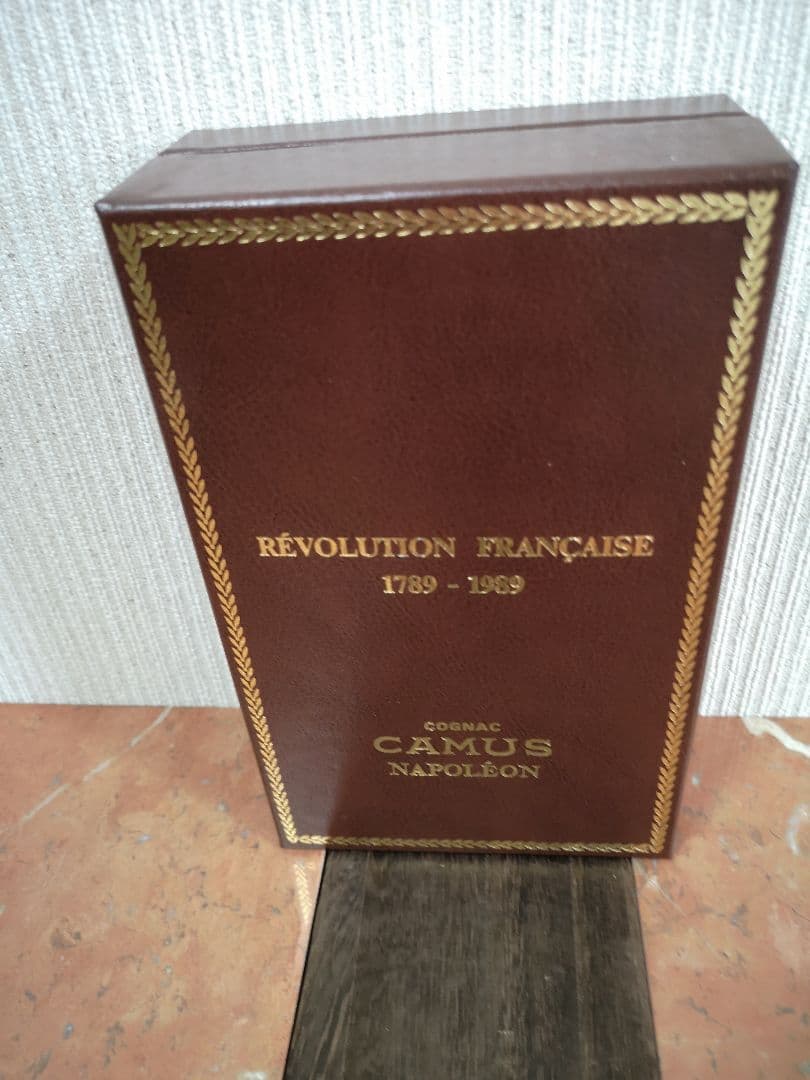 RÉVOLUTION FRANÇAISE
1789 - 1989
COGNAC
CAMUS
NAPOLÉON